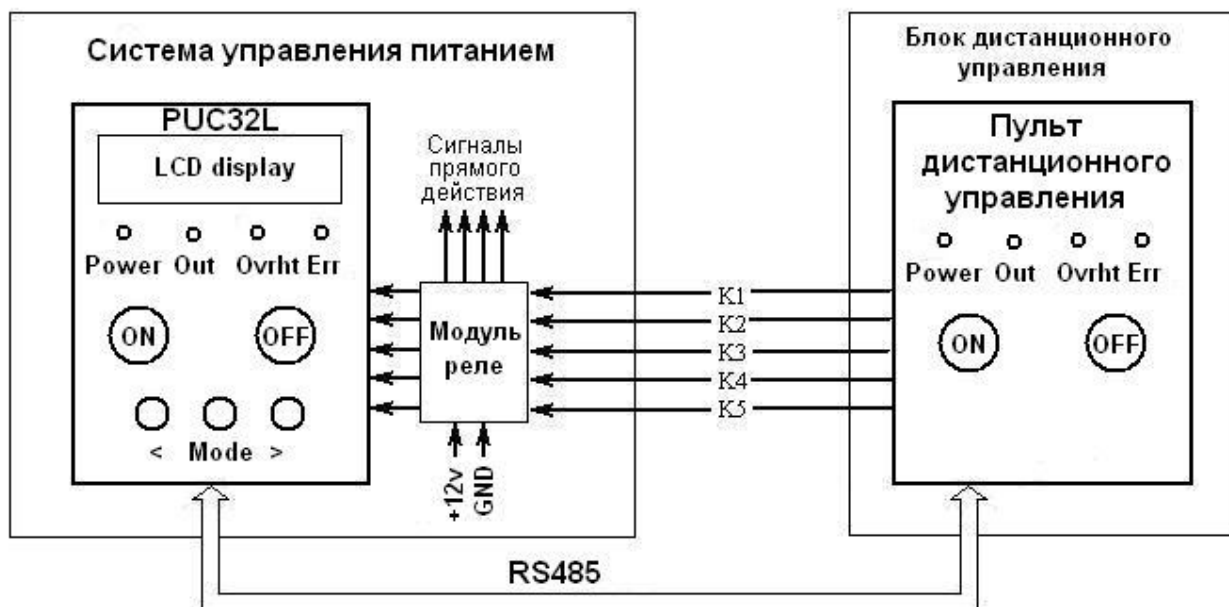 Система управления питанием
PUC32L
LCD display
Power Out Ovrht Err
ON OFF
< Mode >
Сигналы
прямого
действия
Модуль
реле
+12v
GND
K1
K2
K3
K4
K5
Блок дистанционного
управления
Пульт
дистанционного
управления
Power Out Ovrht Err
ON OFF
RS485